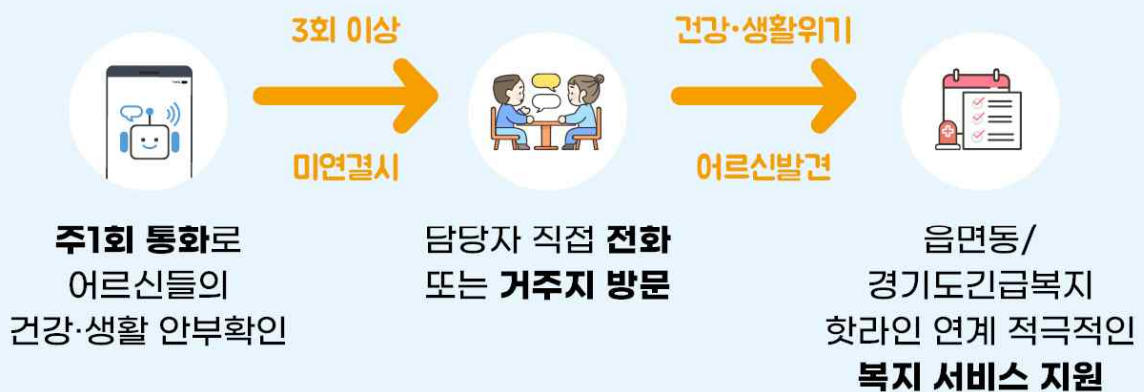 3회 이상
미연결시
건강·생활위기
어르신발견
주1회 통화로
어르신들의
건강·생활 안부확인
담당자 직접 전화
또는 거주지 방문
읍면동/
경기도긴급복지
핫라인 연계 적극적인
복지 서비스 지원